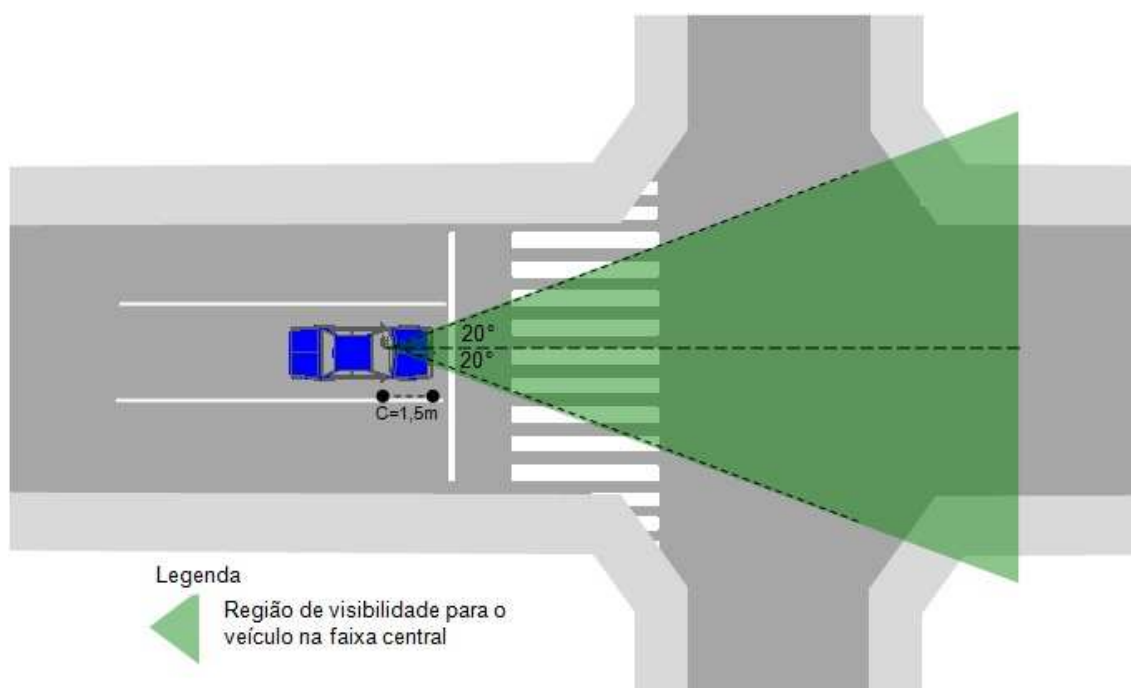 20°
20°
C=1,5m
Legenda
Região de visibilidade para o
veículo na faixa central